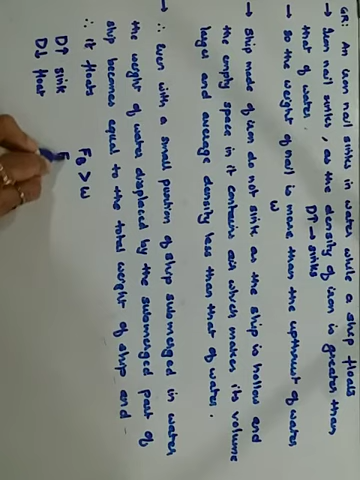 GR: An iron nail sinks in water while a ship floats
→ Iron nail sinks, as the density of iron is greater than
that of water. D↑ → sinks
→ so the weight of nail is more than the upthrust of water
W
→ ship made of iron do not sink as the ship is hollow and
the empty space in it contains air which makes its volume
larger and average density less than that of water.
→ ∴ Even with a small portion of ship submerged in water
the weight of water displaced by the submerged part of
ship becomes equal to the total weight of ship and –
∴ it floats FB > W
D↑ sink F
D↓ float